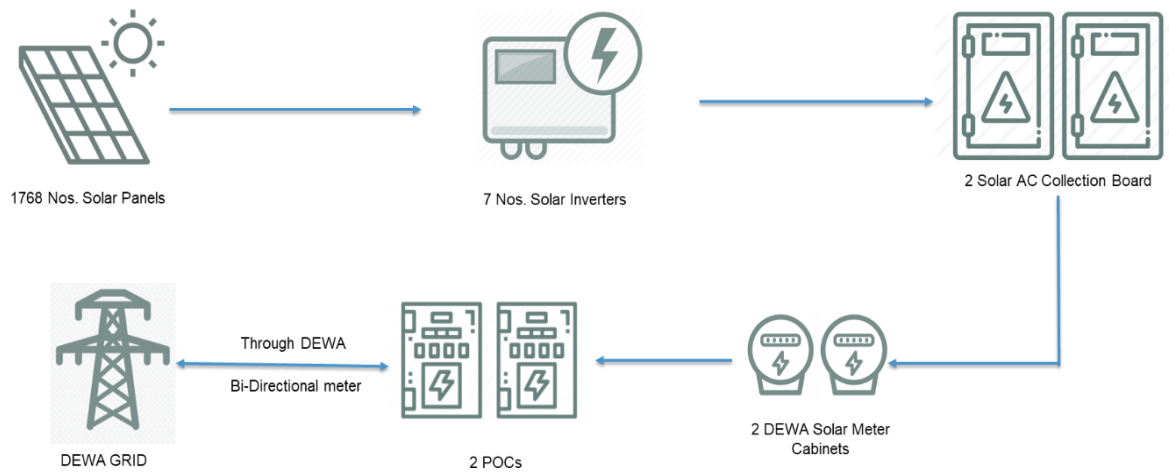 1768 Nos. Solar Panels
7 Nos. Solar Inverters
2 Solar AC Collection Board
Through DEWA
Bi-Directional meter
DEWA GRID
2 POCs
2 DEWA Solar Meter
Cabinets